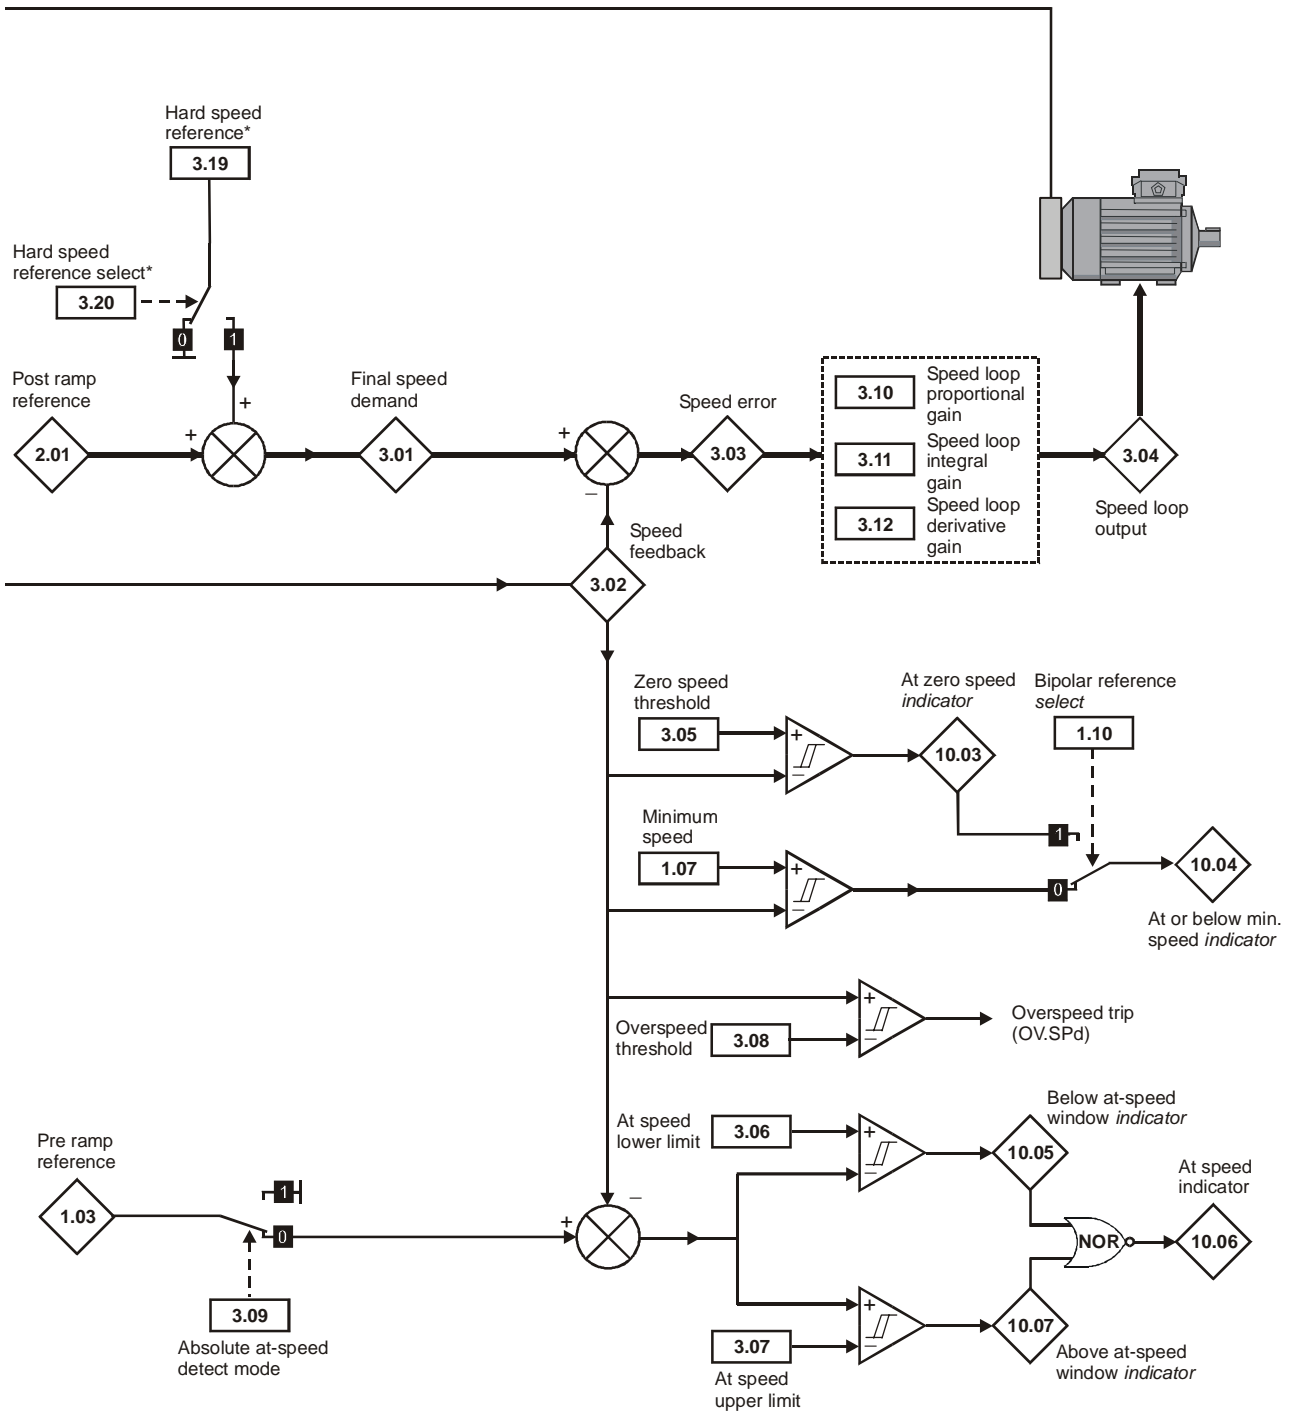 Hard speed
reference*
3.19
Hard speed
reference select*
3.20
0
1
Post ramp
reference
2.01
+
+
Final speed
demand
3.01
+
–
Speed error
3.03
3.10
Speed loop
proportional
gain
3.11
Speed loop
integral
gain
3.12
Speed loop
derivative
gain
3.04
Speed loop
output
Speed
feedback
3.02
Zero speed
threshold
3.05
+
–
At zero speed
indicator
10.03
Bipolar reference
select
1.10
Minimum
speed
1.07
+
–
1
0
10.04
At or below min.
speed indicator
Overspeed
threshold
3.08
+
–
Overspeed trip
(OV.SPd)
At speed
lower limit
3.06
+
–
Below at-speed
window indicator
10.05
Pre ramp
reference
1.03
1
0
3.09
Absolute at-speed
detect mode
+
–
NOR
At speed
indicator
10.06
+
–
3.07
At speed
upper limit
10.07
Above at-speed
window indicator